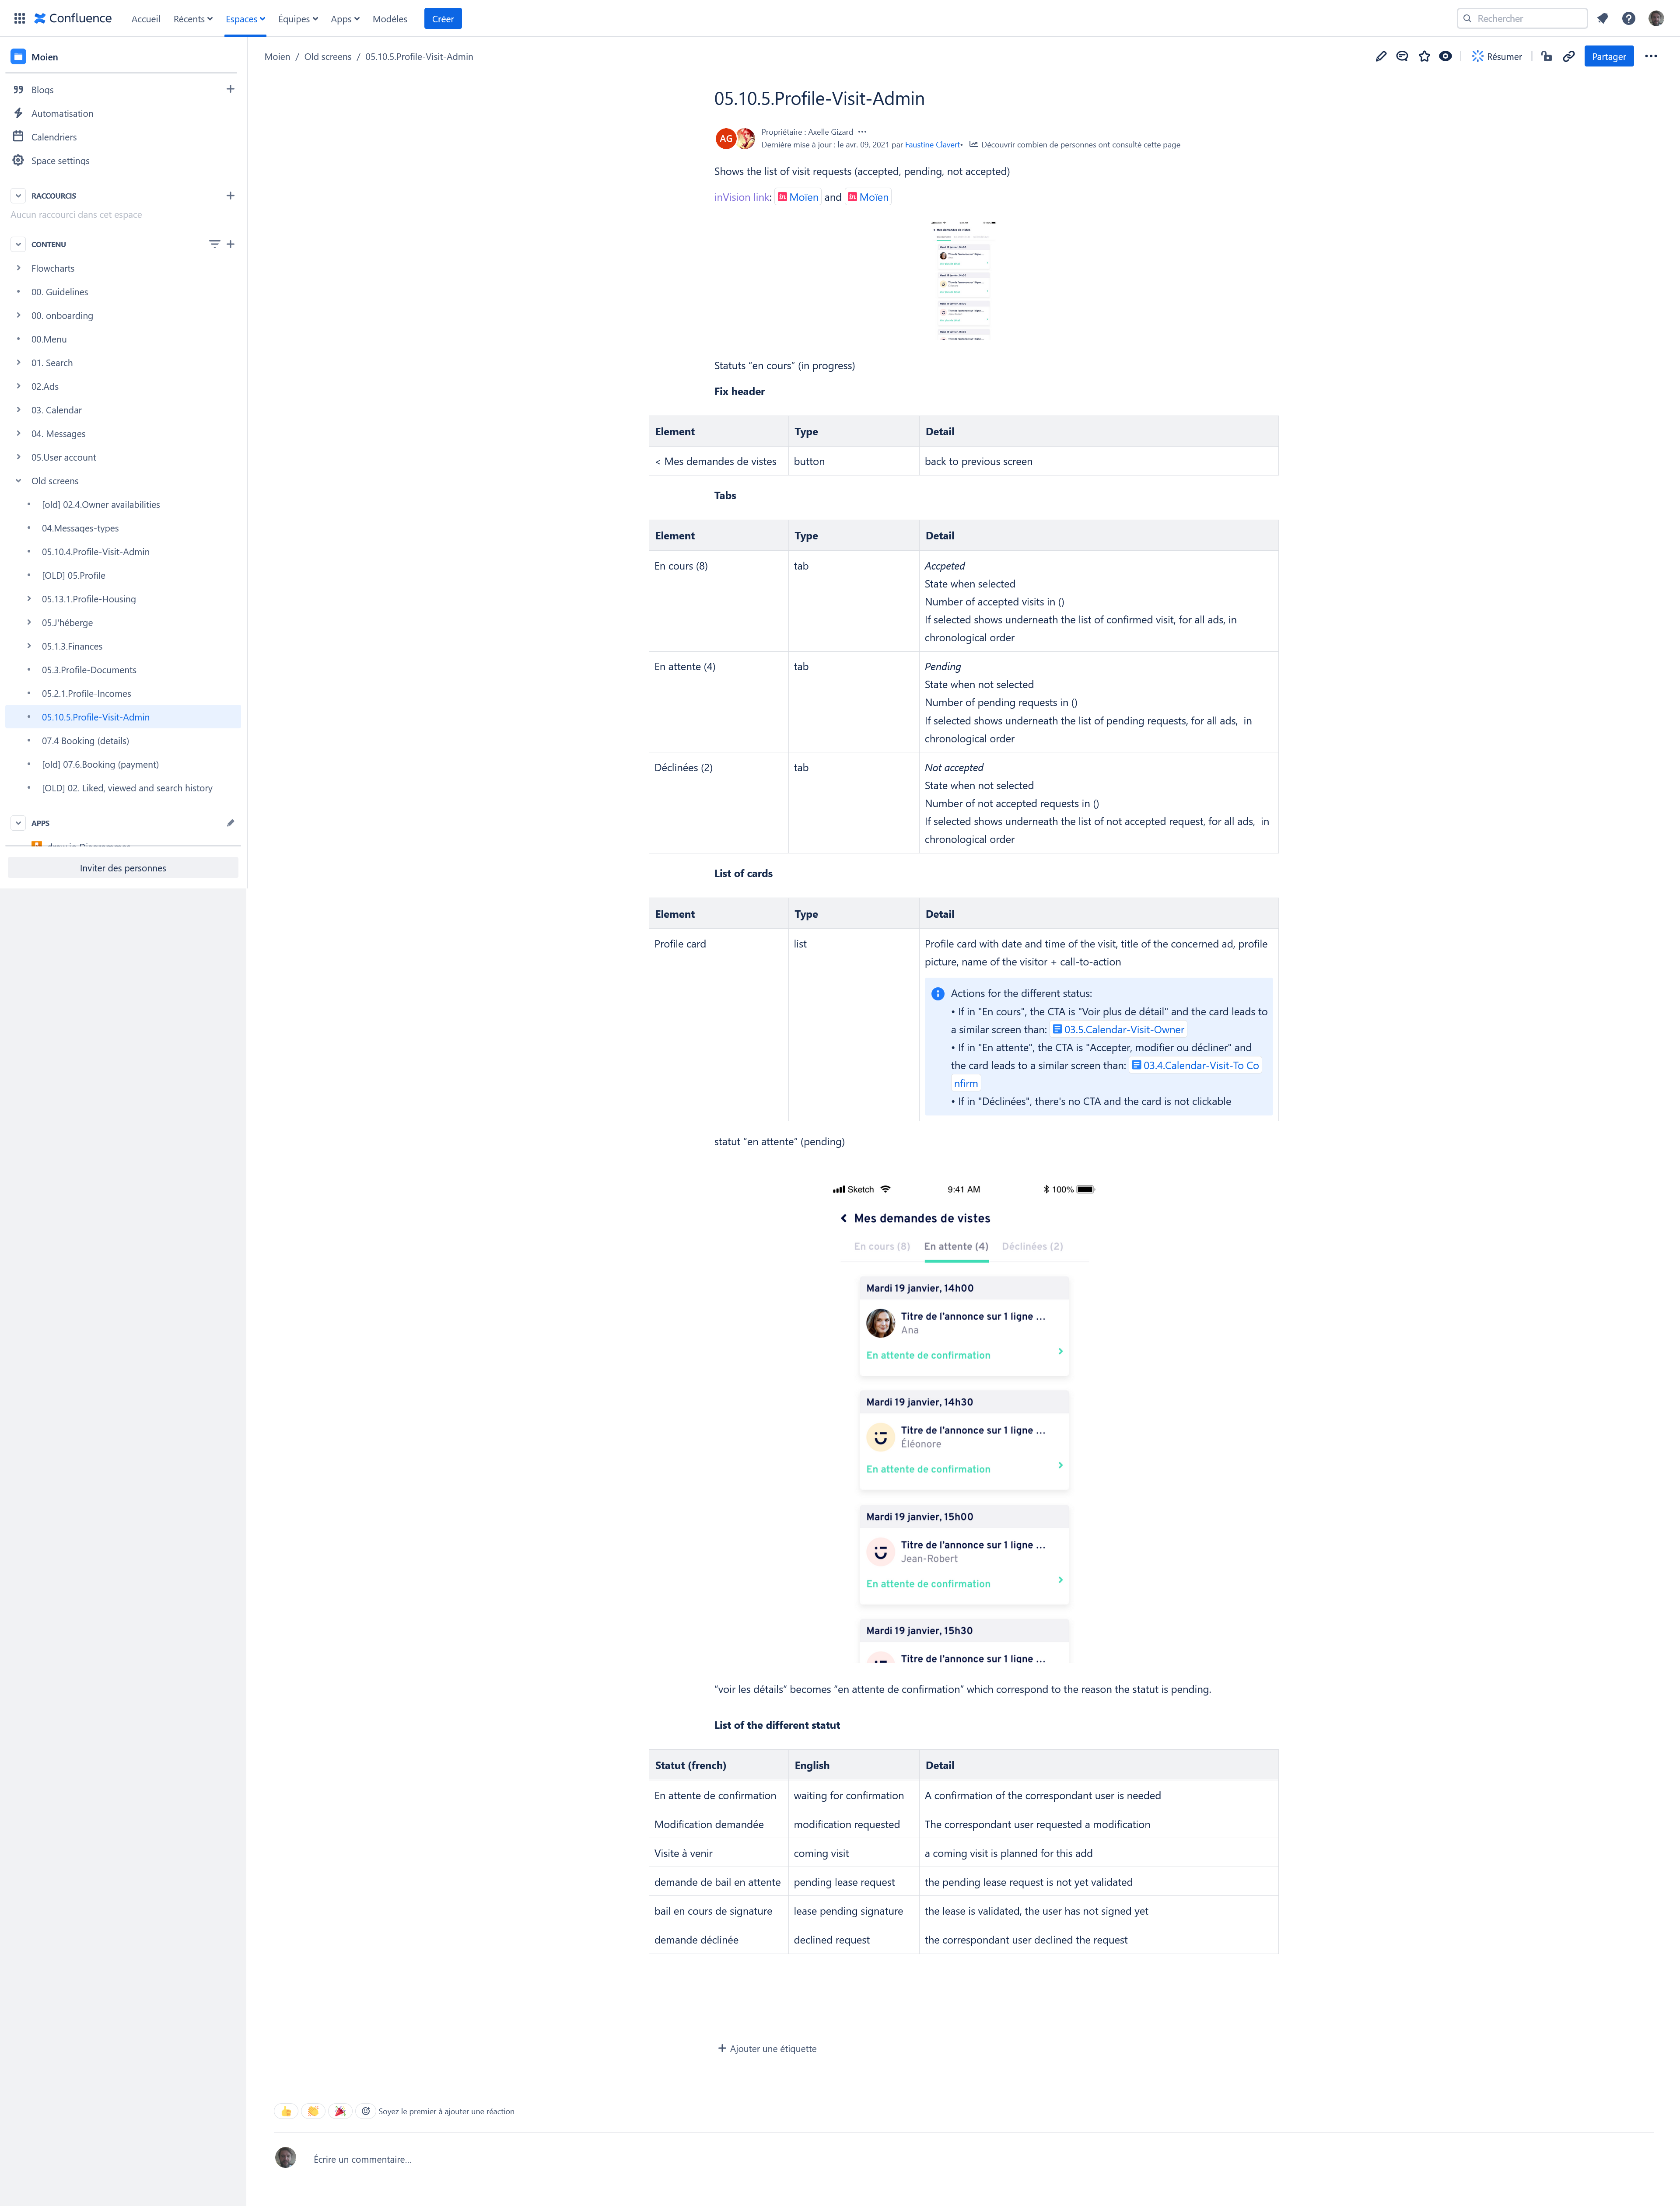 Confluence Accueil Récents Espaces Équipes Apps Modèles Créer Rechercher
Moien
Moien / Old screens / 05.10.5.Profile-Visit-Admin
Résumer Partager
Blogs
Automatisation
Calendriers
Space settings
RACCOURCIS
Aucun raccourci dans cet espace
CONTENU
Flowcharts
00. Guidelines
00. onboarding
00.Menu
01. Search
02.Ads
03. Calendar
04. Messages
05.User account
Old screens
[old] 02.4.Owner availabilities
04.Messages-types
05.10.4.Profile-Visit-Admin
[OLD] 05.Profile
05.13.1.Profile-Housing
05.J'héberge
05.1.3.Finances
05.3.Profile-Documents
05.2.1.Profile-Incomes
05.10.5.Profile-Visit-Admin
07.4 Booking (details)
[old] 07.6.Booking (payment)
[OLD] 02. Liked, viewed and search history
APPS
Inviter des personnes
05.10.5.Profile-Visit-Admin
AG
Propriétaire : Axelle Gizard
Dernière mise à jour : le avr. 09, 2021 par Faustine Clavert• Découvrir combien de personnes ont consulté cette page
Shows the list of visit requests (accepted, pending, not accepted)
inVision link: in Moïen and in Moïen
Statuts “en cours” (in progress)
Fix header
Element Type Detail
< Mes demandes de vistes button back to previous screen
Tabs
Element Type Detail
En cours (8) tab Accpeted
State when selected
Number of accepted visits in ()
If selected shows underneath the list of confirmed visit, for all ads, in
chronological order
En attente (4) tab Pending
State when not selected
Number of pending requests in ()
If selected shows underneath the list of pending requests, for all ads, in
chronological order
Déclinées (2) tab Not accepted
State when not selected
Number of not accepted requests in ()
If selected shows underneath the list of not accepted request, for all ads, in
chronological order
List of cards
Element Type Detail
Profile card list Profile card with date and time of the visit, title of the concerned ad, profile
picture, name of the visitor + call-to-action
Actions for the different status:
• If in "En cours", the CTA is "Voir plus de détail" and the card leads to
a similar screen than: 03.5.Calendar-Visit-Owner
• If in "En attente", the CTA is "Accepter, modifier ou décliner" and
the card leads to a similar screen than: 03.4.Calendar-Visit-To Co
nfirm
• If in "Déclinées", there's no CTA and the card is not clickable
statut “en attente” (pending)
Sketch 9:41 AM 100%
Mes demandes de vistes
En cours (8) En attente (4) Déclinées (2)
Mardi 19 janvier, 14h00
Titre de l'annonce sur 1 ligne ...
Ana
En attente de confirmation
Mardi 19 janvier, 14h30
Titre de l'annonce sur 1 ligne ...
Éléonore
En attente de confirmation
Mardi 19 janvier, 15h00
Titre de l'annonce sur 1 ligne ...
Jean-Robert
En attente de confirmation
Mardi 19 janvier, 15h30
Titre de l'annonce sur 1 ligne ...
“voir les détails” becomes “en attente de confirmation” which correspond to the reason the statut is pending.
List of the different statut
Statut (french) English Detail
En attente de confirmation waiting for confirmation A confirmation of the correspondant user is needed
Modification demandée modification requested The correspondant user requested a modification
Visite à venir coming visit a coming visit is planned for this add
demande de bail en attente pending lease request the pending lease request is not yet validated
bail en cours de signature lease pending signature the lease is validated, the user has not signed yet
demande déclinée declined request the correspondant user declined the request
Ajouter une étiquette
Soyez le premier à ajouter une réaction
Écrire un commentaire...